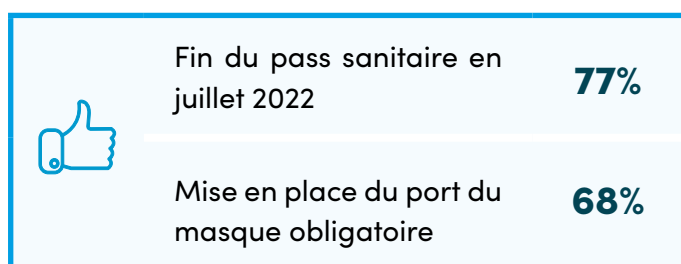 Fin du pass sanitaire en
juillet 2022
77%
Mise en place du port du
masque obligatoire
68%